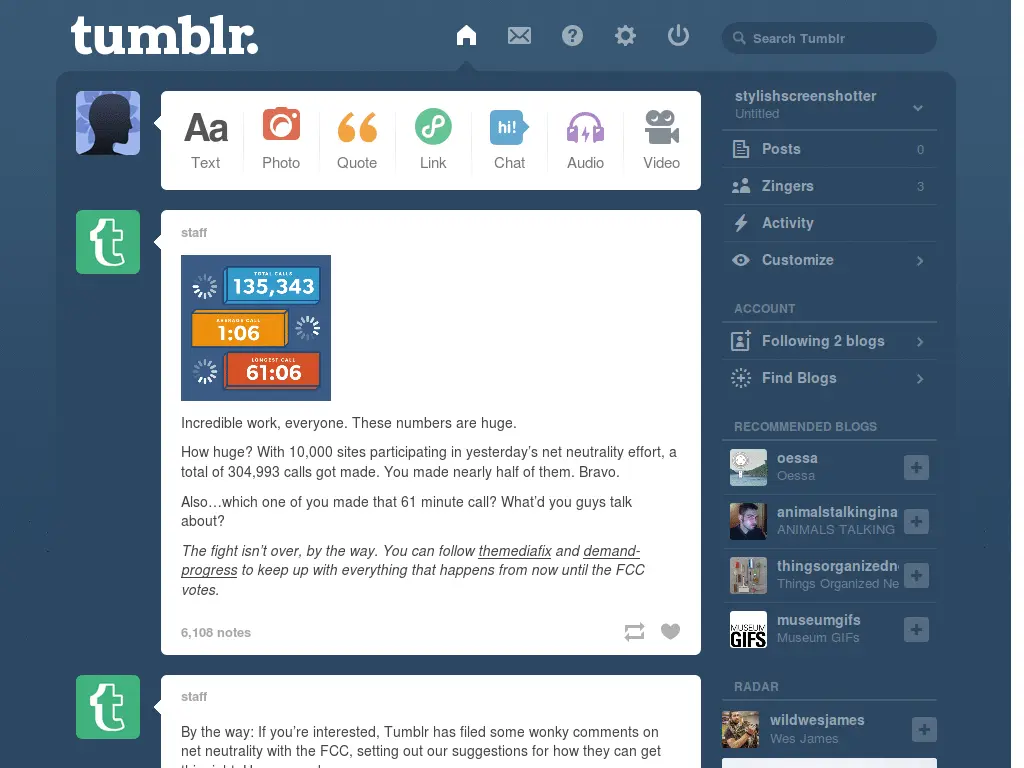 tumblr.
Search Tumblr
Aa
Text
Photo
Quote
Link
hi!
Chat
Audio
Video
staff
TOTAL CALLS
135,343
AVERAGE CALL
1:06
LONGEST CALL
61:06
Incredible work, everyone. These numbers are huge.
How huge? With 10,000 sites participating in yesterday's net neutrality effort, a
total of 304,993 calls got made. You made nearly half of them. Bravo.
Also…which one of you made that 61 minute call? What'd you guys talk
about?
The fight isn't over, by the way. You can follow themediafix and demand-
progress to keep up with everything that happens from now until the FCC
votes.
6,108 notes
staff
By the way: If you're interested, Tumblr has filed some wonky comments on
net neutrality with the FCC, setting out our suggestions for how they can get
stylishscreenshotter
Untitled
Posts 0
Zingers 3
Activity
Customize
ACCOUNT
Following 2 blogs
Find Blogs
RECOMMENDED BLOGS
oessa
Oessa
animalstalkingina
ANIMALS TALKING
thingsorganizedn
Things Organized Ne
MUSEUM
GIFS
museumgifs
Museum GIFs
RADAR
wildwesjames
Wes James